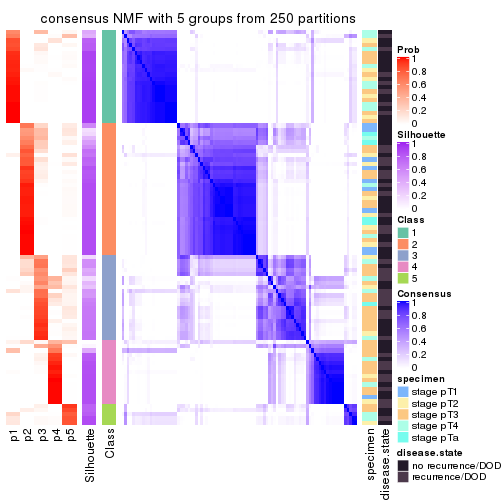 consensus NMF with 5 groups from 250 partitions
Prob
1
0.8
0.6
0.4
0.2
0
Silhouette
1
0.8
0.6
0.4
0.2
0
Class
1
2
3
4
5
Consensus
1
0.8
0.6
0.4
0.2
0
specimen
stage pT1
stage pT2
stage pT3
stage pT4
stage pTa
disease.state
no recurrence/DOD
recurrence/DOD
p1
p2
p3
p4
p5
Silhouette
Class
specimen
disease.state